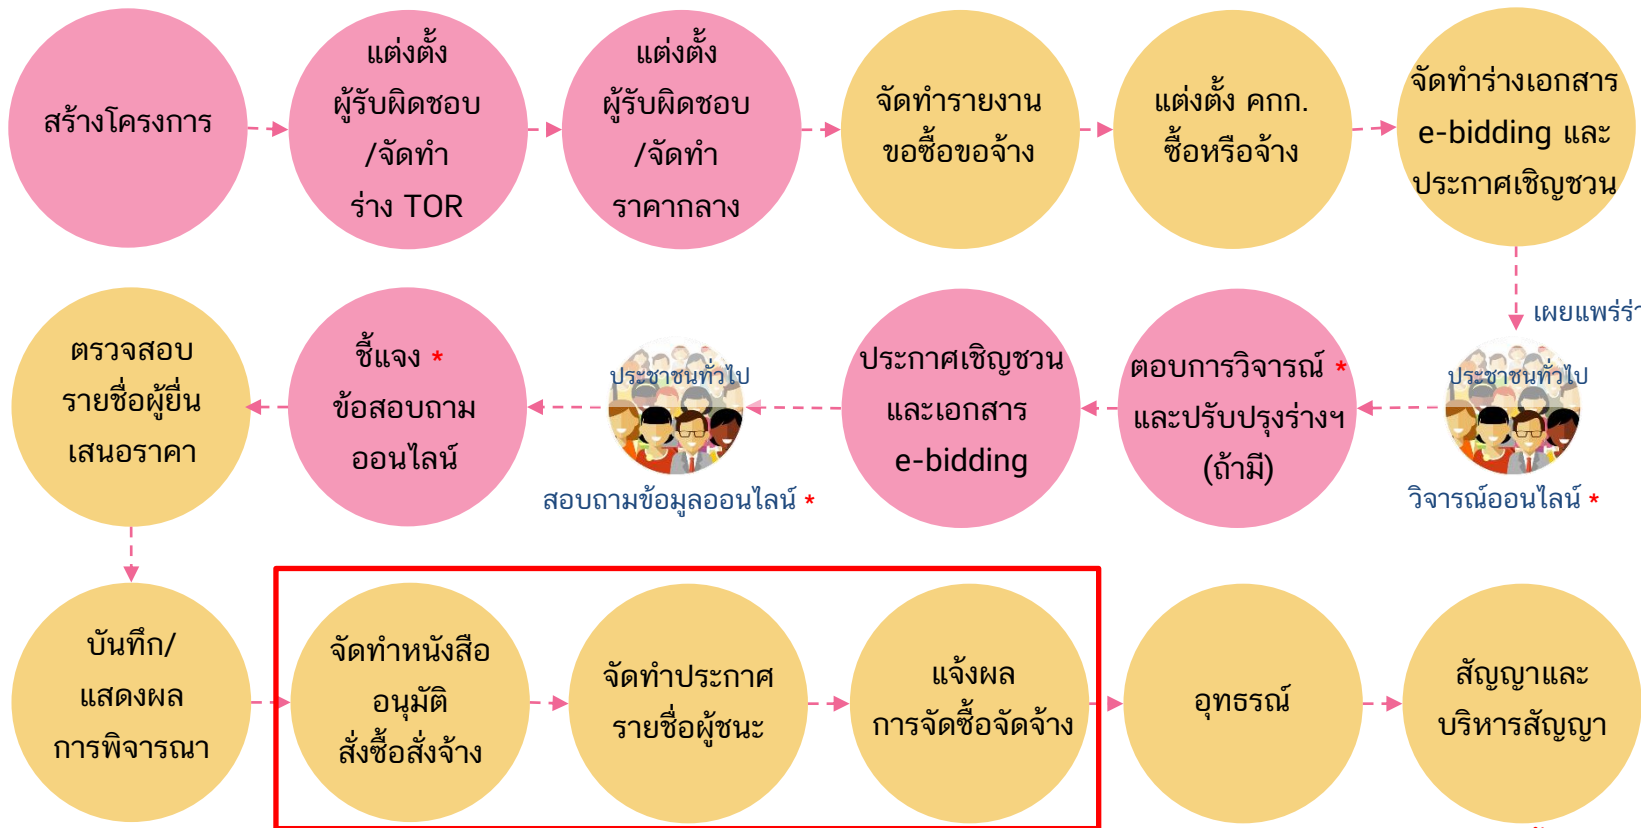 สร้างโครงการ
แต่งตั้ง
ผู้รับผิดชอบ
/จัดทำ
ร่าง TOR
แต่งตั้ง
ผู้รับผิดชอบ
/จัดทำ
ราคากลาง
จัดทำรายงาน
ขอซื้อขอจ้าง
แต่งตั้ง คกก.
ซื้อหรือจ้าง
จัดทำร่างเอกสาร
e-bidding และ
ประกาศเชิญชวน
เผยแพร่ร่า
ประชาชนทั่วไป
วิจารณ์ออนไลน์ *
ตอบการวิจารณ์ *
และปรับปรุงร่างฯ
(ถ้ามี)
ประกาศเชิญชวน
และเอกสาร
e-bidding
ประชาชนทั่วไป
สอบถามข้อมูลออนไลน์ *
ชี้แจง *
ข้อสอบถาม
ออนไลน์
ตรวจสอบ
รายชื่อผู้ยื่น
เสนอราคา
บันทึก/
แสดงผล
การพิจารณา
จัดทำหนังสือ
อนุมัติ
สั่งซื้อสั่งจ้าง
จัดทำประกาศ
รายชื่อผู้ชนะ
แจ้งผล
การจัดซื้อจัดจ้าง
อุทธรณ์
สัญญาและ
บริหารสัญญา